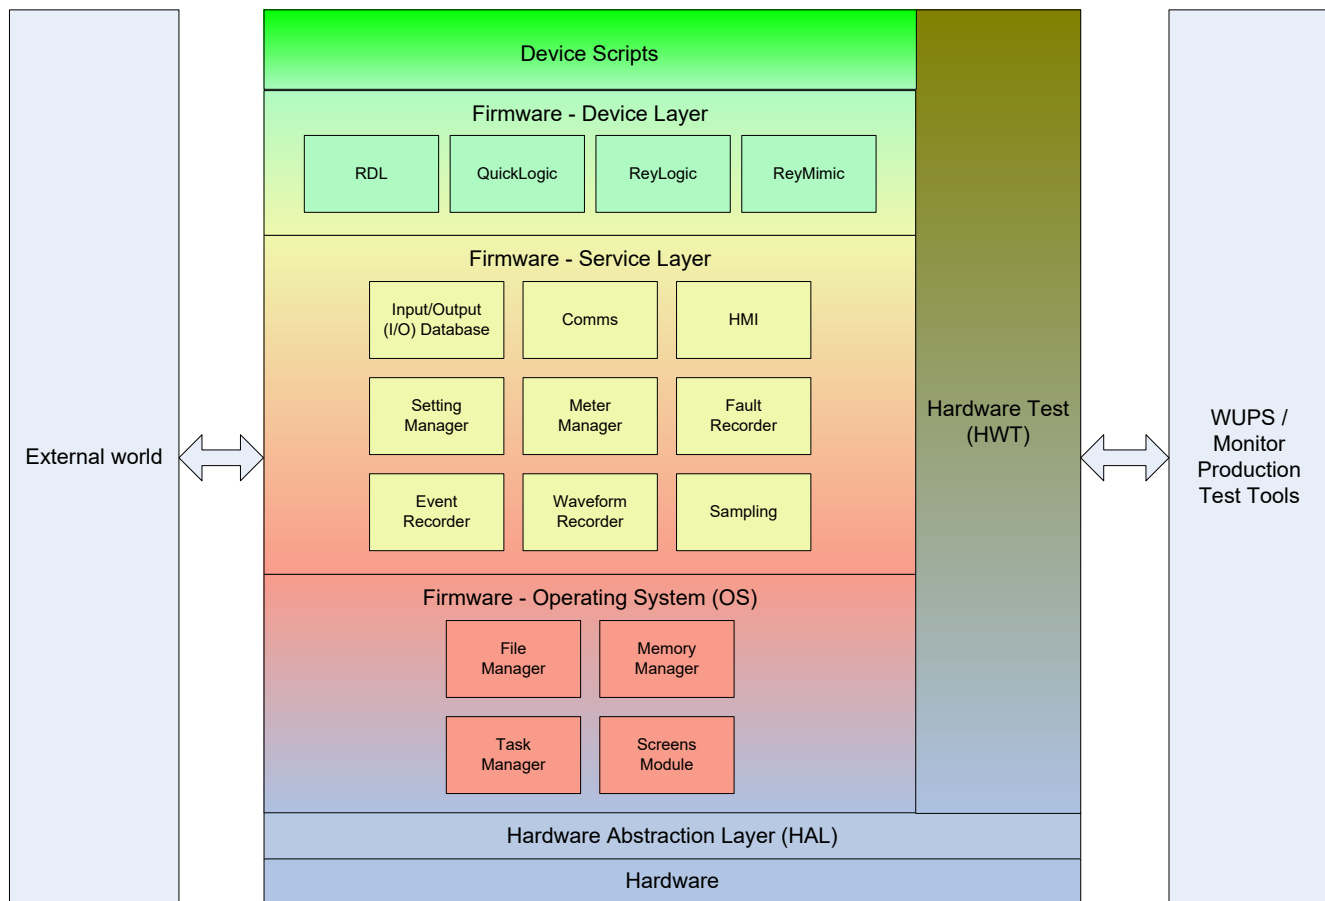 Device Scripts
Firmware - Device Layer
RDL
QuickLogic
ReyLogic
ReyMimic
Firmware - Service Layer
Input/Output
(I/O) Database
Comms
HMI
Setting
Manager
Meter
Manager
Fault
Recorder
Event
Recorder
Waveform
Recorder
Sampling
Firmware - Operating System (OS)
File
Manager
Memory
Manager
Task
Manager
Screens
Module
Hardware Abstraction Layer (HAL)
Hardware
External world
Hardware Test
(HWT)
WUPS /
Monitor
Production
Test Tools